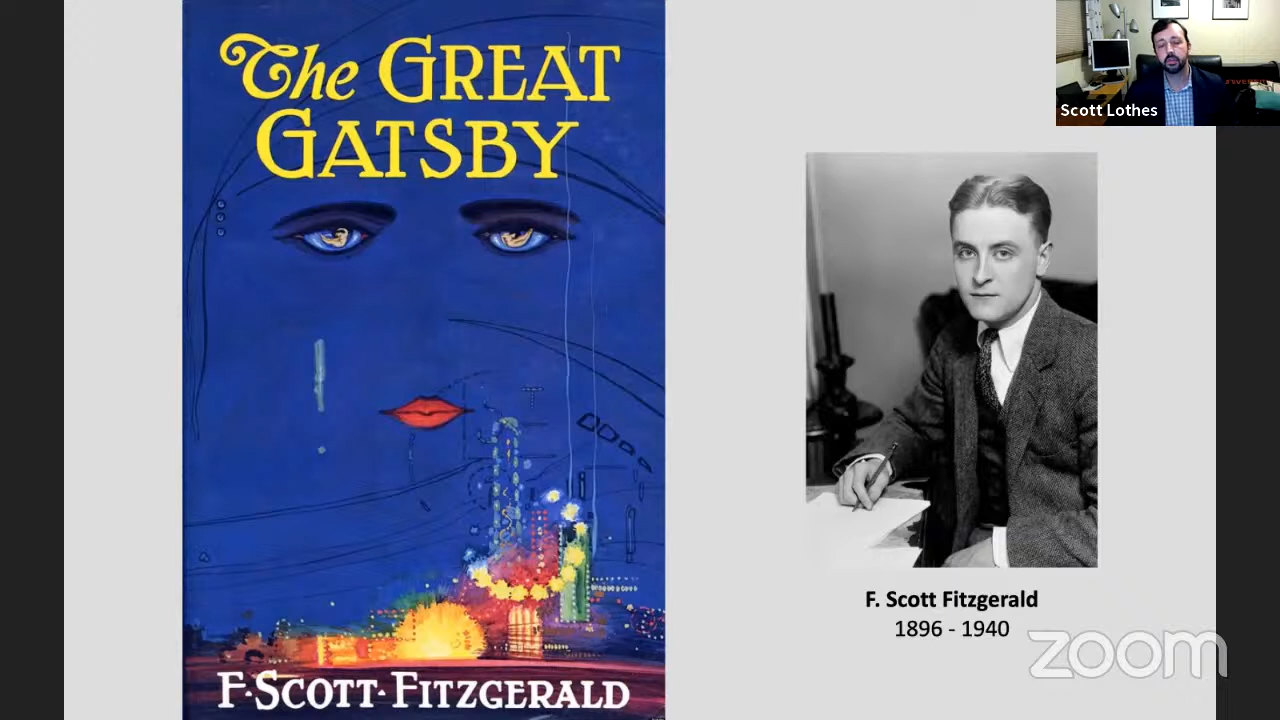 The GREAT
GATSBY
F·SCOTT·FITZGERALD
Scott Lothes
F. Scott Fitzgerald
1896 - 1940
zoom